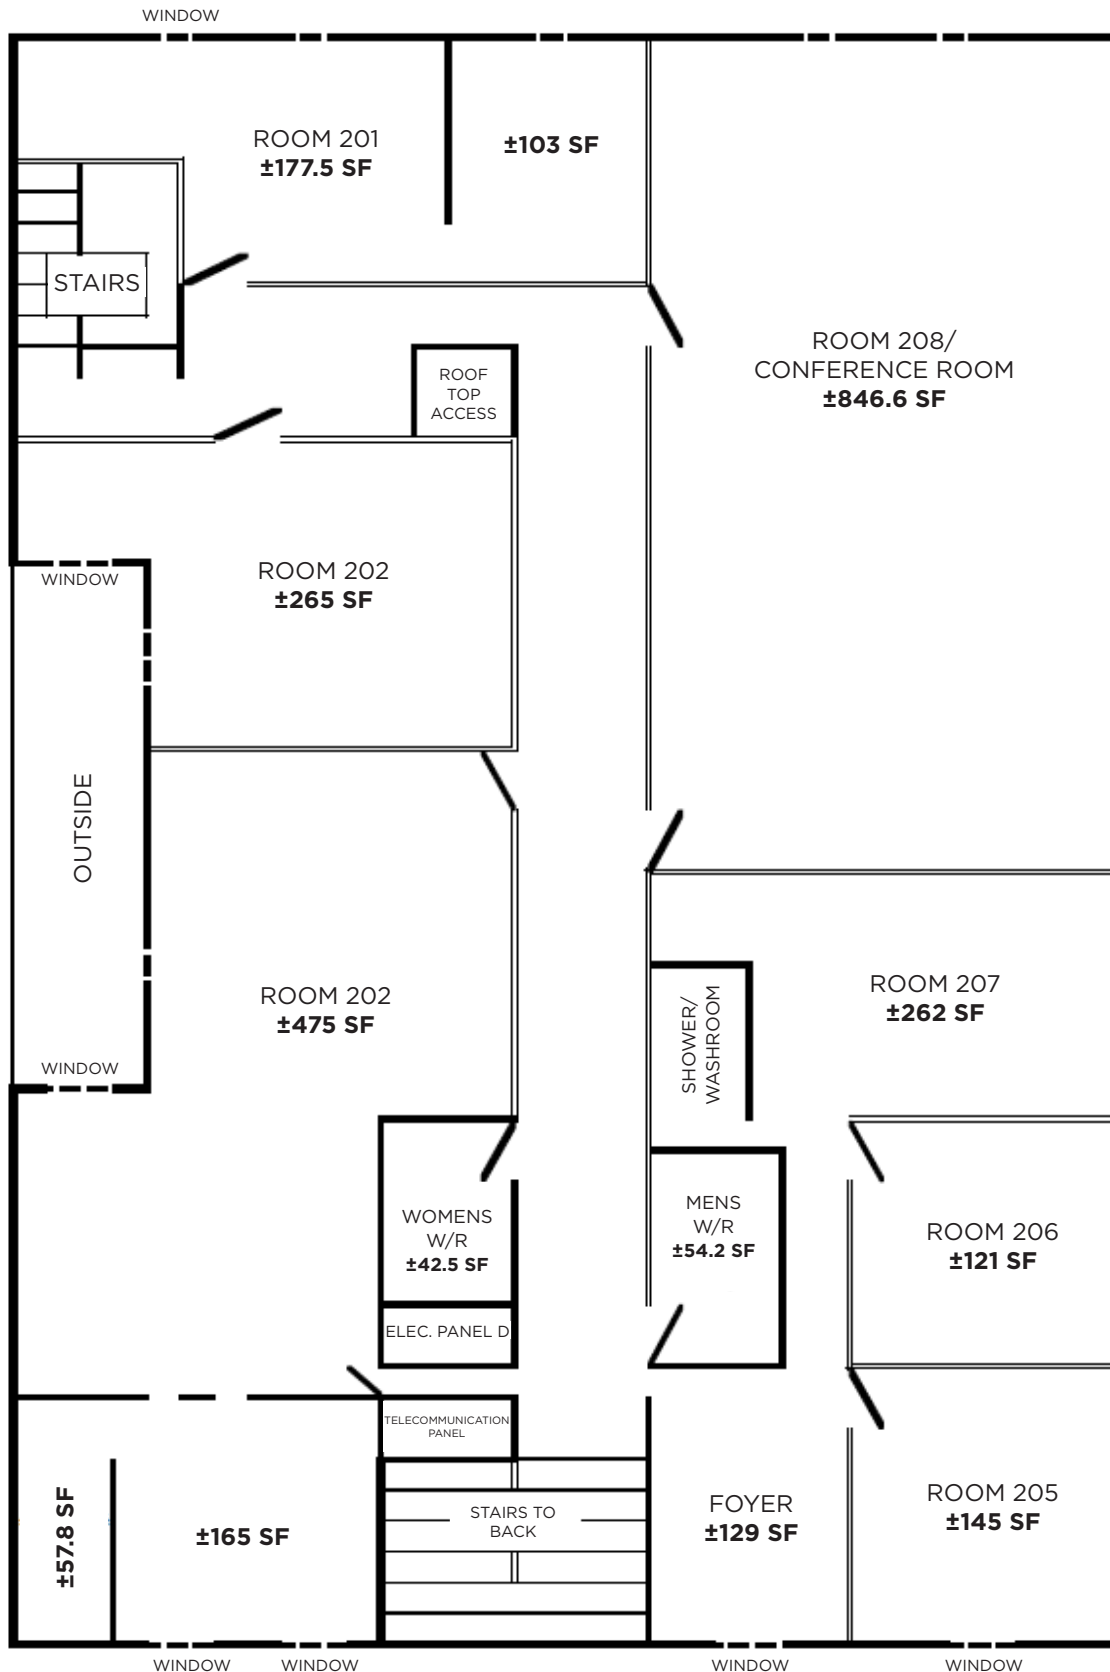 WINDOW
ROOM 201
±177.5 SF
±103 SF
STAIRS
ROOM 208/
CONFERENCE ROOM
±846.6 SF
ROOF
TOP
ACCESS
ROOM 202
±265 SF
WINDOW
OUTSIDE
ROOM 202
±475 SF
WINDOW
ROOM 207
±262 SF
SHOWER/
WASHROOM
WOMENS
W/R
±42.5 SF
MENS
W/R
±54.2 SF
ROOM 206
±121 SF
ELEC. PANEL D
TELECOMMUNICATION
PANEL
±57.8 SF
±165 SF
STAIRS TO
BACK
FOYER
±129 SF
ROOM 205
±145 SF
WINDOW
WINDOW
WINDOW
WINDOW